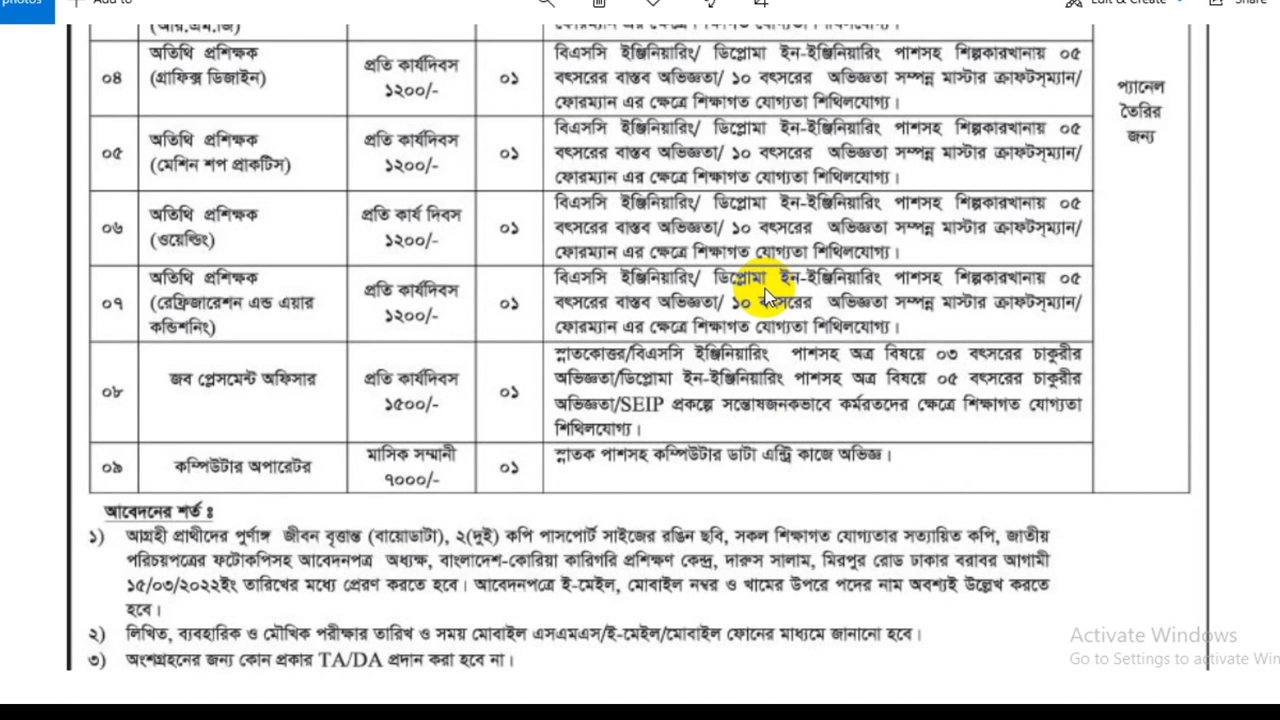 photos
Add to
Edit & Create
Share
(আর.এম.জি)
০৪
অতিথি প্রশিক্ষক
(গ্রাফিক্স ডিজাইন)
প্রতি কার্যদিবস
১২০০/-
০১
বিএসসি ইঞ্জিনিয়ারিং/ ডিপ্লোমা ইন-ইঞ্জিনিয়ারিং পাশসহ শিল্পকারখানায় ০৫
বৎসরের বাস্তব অভিজ্ঞতা/ ১০ বৎসরের অভিজ্ঞতা সম্পন্ন মাস্টার ক্রাফটস্‌ম্যান/
ফোরম্যান এর ক্ষেত্রে শিক্ষাগত যোগ্যতা শিথিলযোগ্য।
প্যানেল
তৈরির
জন্য
০৫
অতিথি প্রশিক্ষক
(মেশিন শপ প্রাকটিস)
প্রতি কার্যদিবস
১২০০/-
০১
বিএসসি ইঞ্জিনিয়ারিং/ ডিপ্লোমা ইন-ইঞ্জিনিয়ারিং পাশসহ শিল্পকারখানায় ০৫
বৎসরের বাস্তব অভিজ্ঞতা/ ১০ বৎসরের অভিজ্ঞতা সম্পন্ন মাস্টার ক্রাফটস্‌ম্যান/
ফোরম্যান এর ক্ষেত্রে শিক্ষাগত যোগ্যতা শিথিলযোগ্য।
০৬
অতিথি প্রশিক্ষক
(ওয়েল্ডিং)
প্রতি কার্য দিবস
১২০০/-
০১
বিএসসি ইঞ্জিনিয়ারিং/ ডিপ্লোমা ইন-ইঞ্জিনিয়ারিং পাশসহ শিল্পকারখানায় ০৫
বৎসরের বাস্তব অভিজ্ঞতা/ ১০ বৎসরের অভিজ্ঞতা সম্পন্ন মাস্টার ক্রাফটস্‌ম্যান/
ফোরম্যান এর ক্ষেত্রে শিক্ষাগত যোগ্যতা শিথিলযোগ্য।
০৭
অতিথি প্রশিক্ষক
(রেফ্রিজারেশন এন্ড এয়ার
কন্ডিশনিং)
প্রতি কার্যদিবস
১২০০/-
০১
বিএসসি ইঞ্জিনিয়ারিং/ ডিপ্লোমা ইন-ইঞ্জিনিয়ারিং পাশসহ শিল্পকারখানায় ০৫
বৎসরের বাস্তব অভিজ্ঞতা/ ১০ বৎসরের অভিজ্ঞতা সম্পন্ন মাস্টার ক্রাফটস্‌ম্যান/
ফোরম্যান এর ক্ষেত্রে শিক্ষাগত যোগ্যতা শিথিলযোগ্য।
০৮
জব প্লেসমেন্ট অফিসার
প্রতি কার্যদিবস
১৫০০/-
০১
স্নাতকোত্তর/বিএসসি ইঞ্জিনিয়ারিং পাশসহ অত্র বিষয়ে ০৩ বৎসরের চাকুরীর
অভিজ্ঞতা/ডিপ্লোমা ইন-ইঞ্জিনিয়ারিং পাশসহ অত্র বিষয়ে ০৫ বৎসরের চাকুরীর
অভিজ্ঞতা/SEIP প্রকল্পে সন্তোষজনকভাবে কর্মরতদের ক্ষেত্রে শিক্ষাগত যোগ্যতা
শিথিলযোগ্য।
০৯
কম্পিউটার অপারেটর
মাসিক সম্মানী
৭০০০/-
০১
স্নাতক পাশসহ কম্পিউটার ডাটা এন্ট্রি কাজে অভিজ্ঞ।
আবেদনের শর্ত ঃ
১) আগ্রহী প্রার্থীদের পুর্ণাঙ্গ জীবন বৃত্তান্ত (বায়োডাটা), ২(দুই) কপি পাসপোর্ট সাইজের রঙিন ছবি, সকল শিক্ষাগত যোগ্যতার সত্যায়িত কপি, জাতীয়
পরিচয়পত্রের ফটোকপিসহ আবেদনপত্র অধ্যক্ষ, বাংলাদেশ-কোরিয়া কারিগরি প্রশিক্ষণ কেন্দ্র, দারুস সালাম, মিরপুর রোড ঢাকার বরাবর আগামী
১৫/০৩/২০২২ইং তারিখের মধ্যে প্রেরণ করতে হবে। আবেদনপত্রে ই-মেইল, মোবাইল নম্বর ও খামের উপরে পদের নাম অবশ্যই উল্লেখ করতে
হবে।
২) লিখিত, ব্যবহারিক ও মৌখিক পরীক্ষার তারিখ ও সময় মোবাইল এসএমএস/ই-মেইল/মোবাইল ফোনের মাধ্যমে জানানো হবে।
৩) অংশগ্রহনের জন্য কোন প্রকার TA/DA প্রদান করা হবে না।
Activate Windows
Go to Settings to activate Win